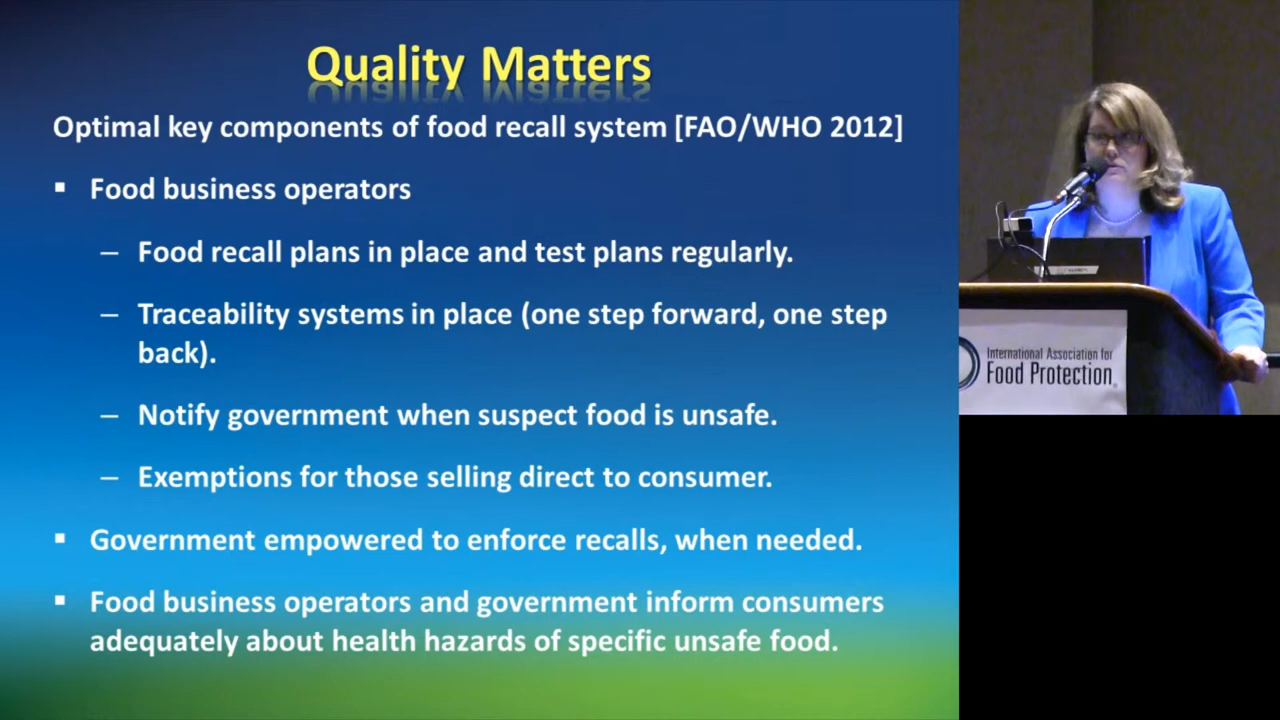 Quality Matters
Optimal key components of food recall system [FAO/WHO 2012]
▪ Food business operators
– Food recall plans in place and test plans regularly.
– Traceability systems in place (one step forward, one step
back).
– Notify government when suspect food is unsafe.
– Exemptions for those selling direct to consumer.
▪ Government empowered to enforce recalls, when needed.
▪ Food business operators and government inform consumers
adequately about health hazards of specific unsafe food.
International Association for
Food Protection